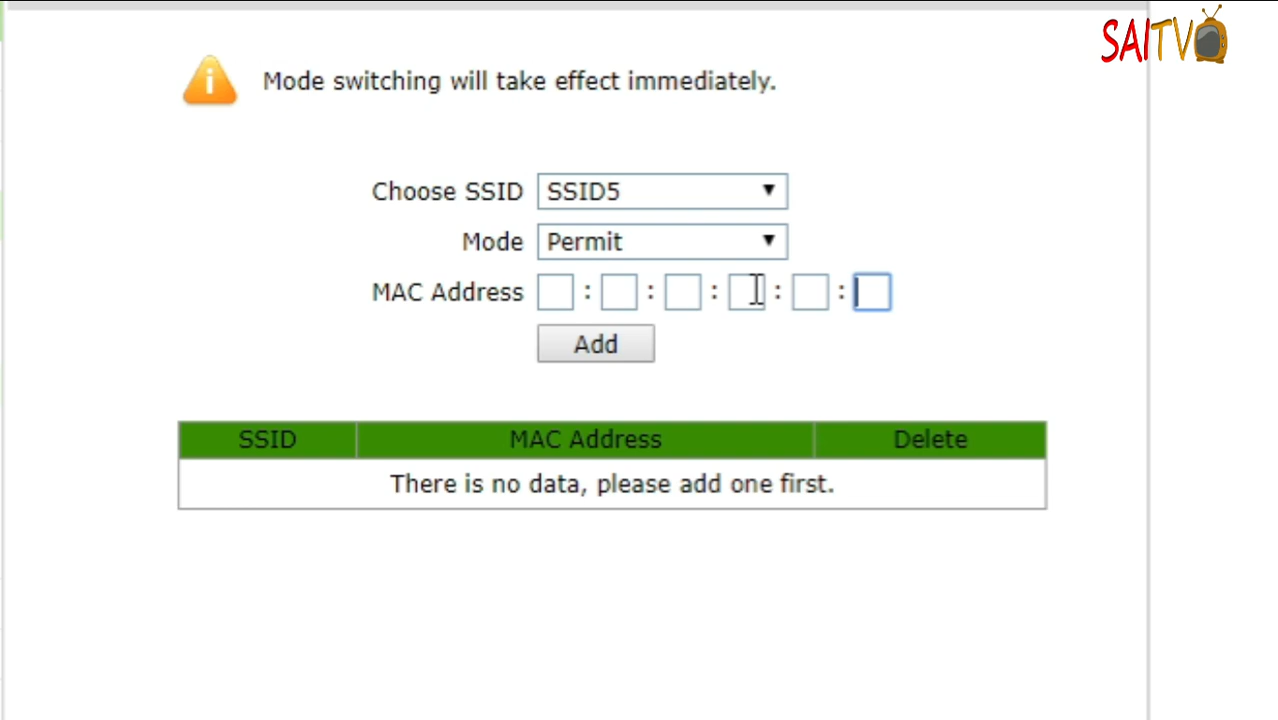 SAITV
Mode switching will take effect immediately.
Choose SSID SSID5
Mode Permit
MAC Address : : : : :
Add
SSID MAC Address Delete
There is no data, please add one first.